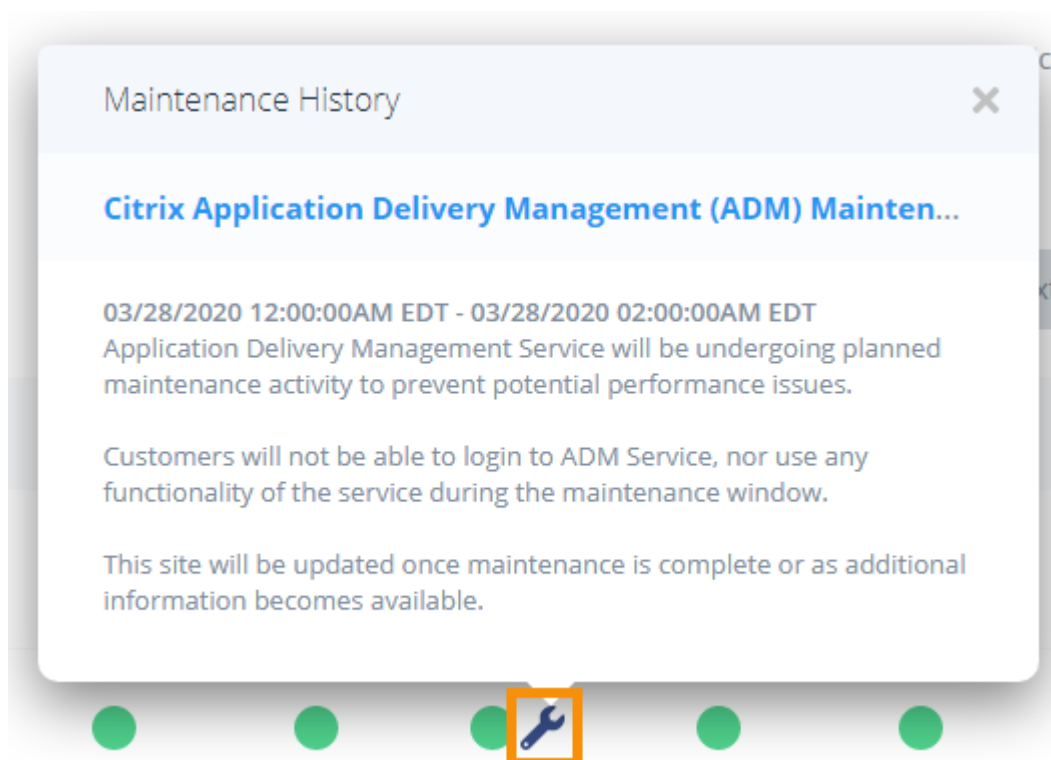 Maintenance History
Citrix Application Delivery Management (ADM) Mainten...
03/28/2020 12:00:00AM EDT - 03/28/2020 02:00:00AM EDT
Application Delivery Management Service will be undergoing planned
maintenance activity to prevent potential performance issues.
Customers will not be able to login to ADM Service, nor use any
functionality of the service during the maintenance window.
This site will be updated once maintenance is complete or as additional
information becomes available.